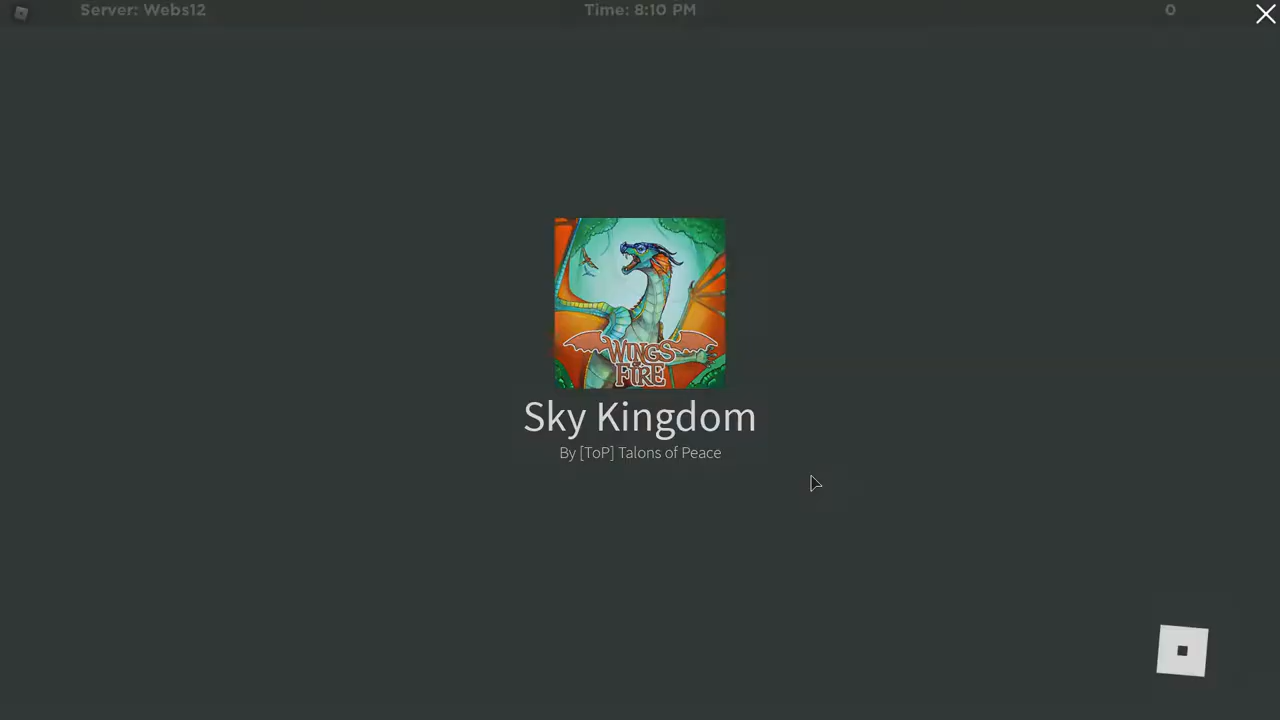 Server: Webs12
Time: 8:10 PM
0
WINGS
of
FIRE
Sky Kingdom
By [ToP] Talons of Peace